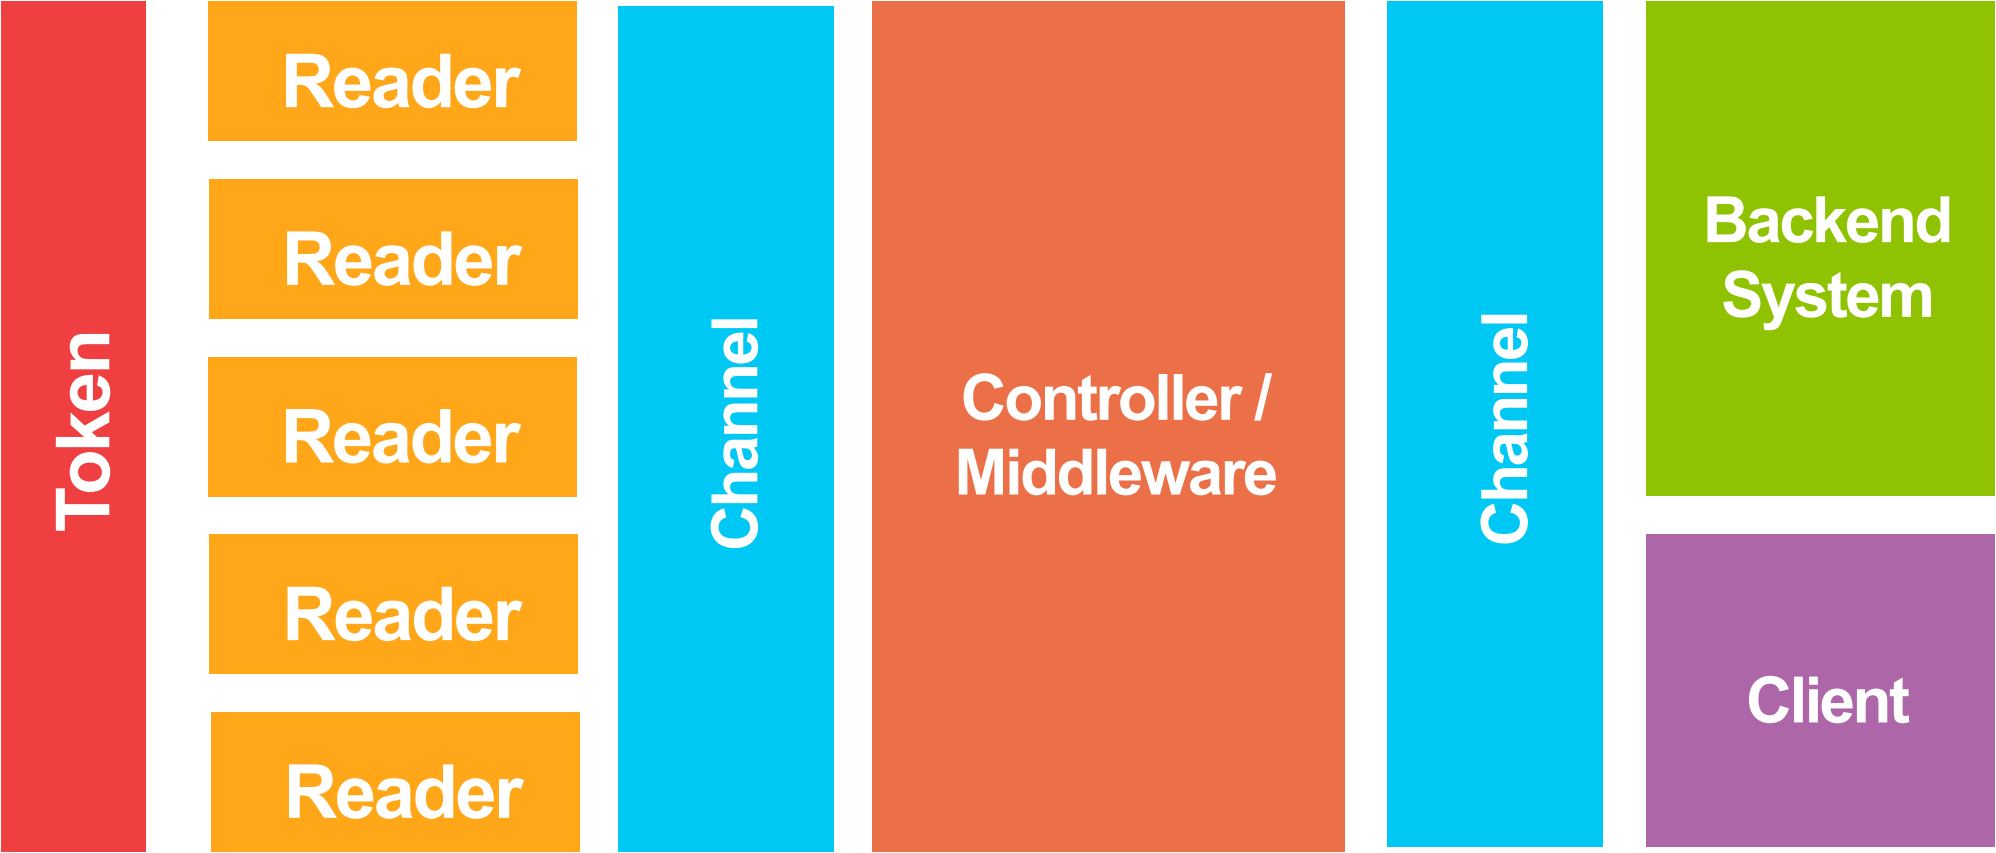 Token
Reader
Reader
Reader
Reader
Reader
Channel
Controller /
Middleware
Channel
Backend
System
Client